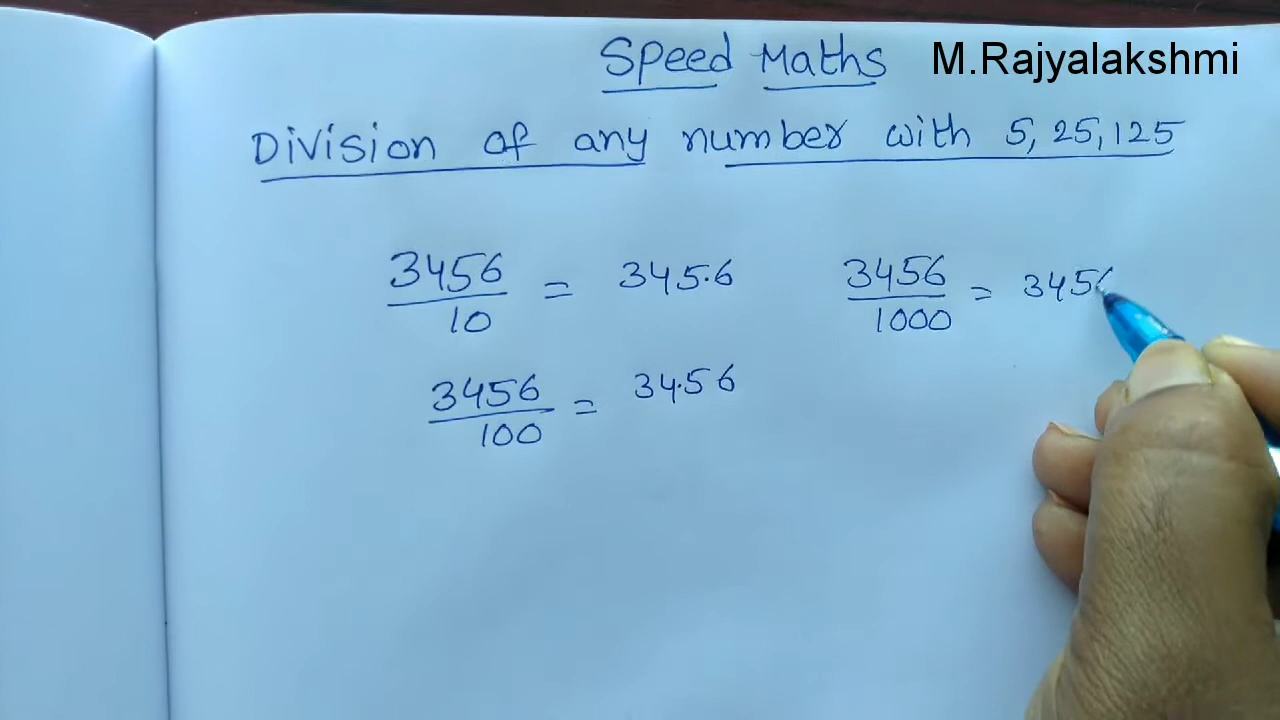 Speed Maths M.Rajyalakshmi
Division of any number with 5, 25, 125
3456/10 = 345.6
3456/1000 = 3456
3456/100 = 34.56